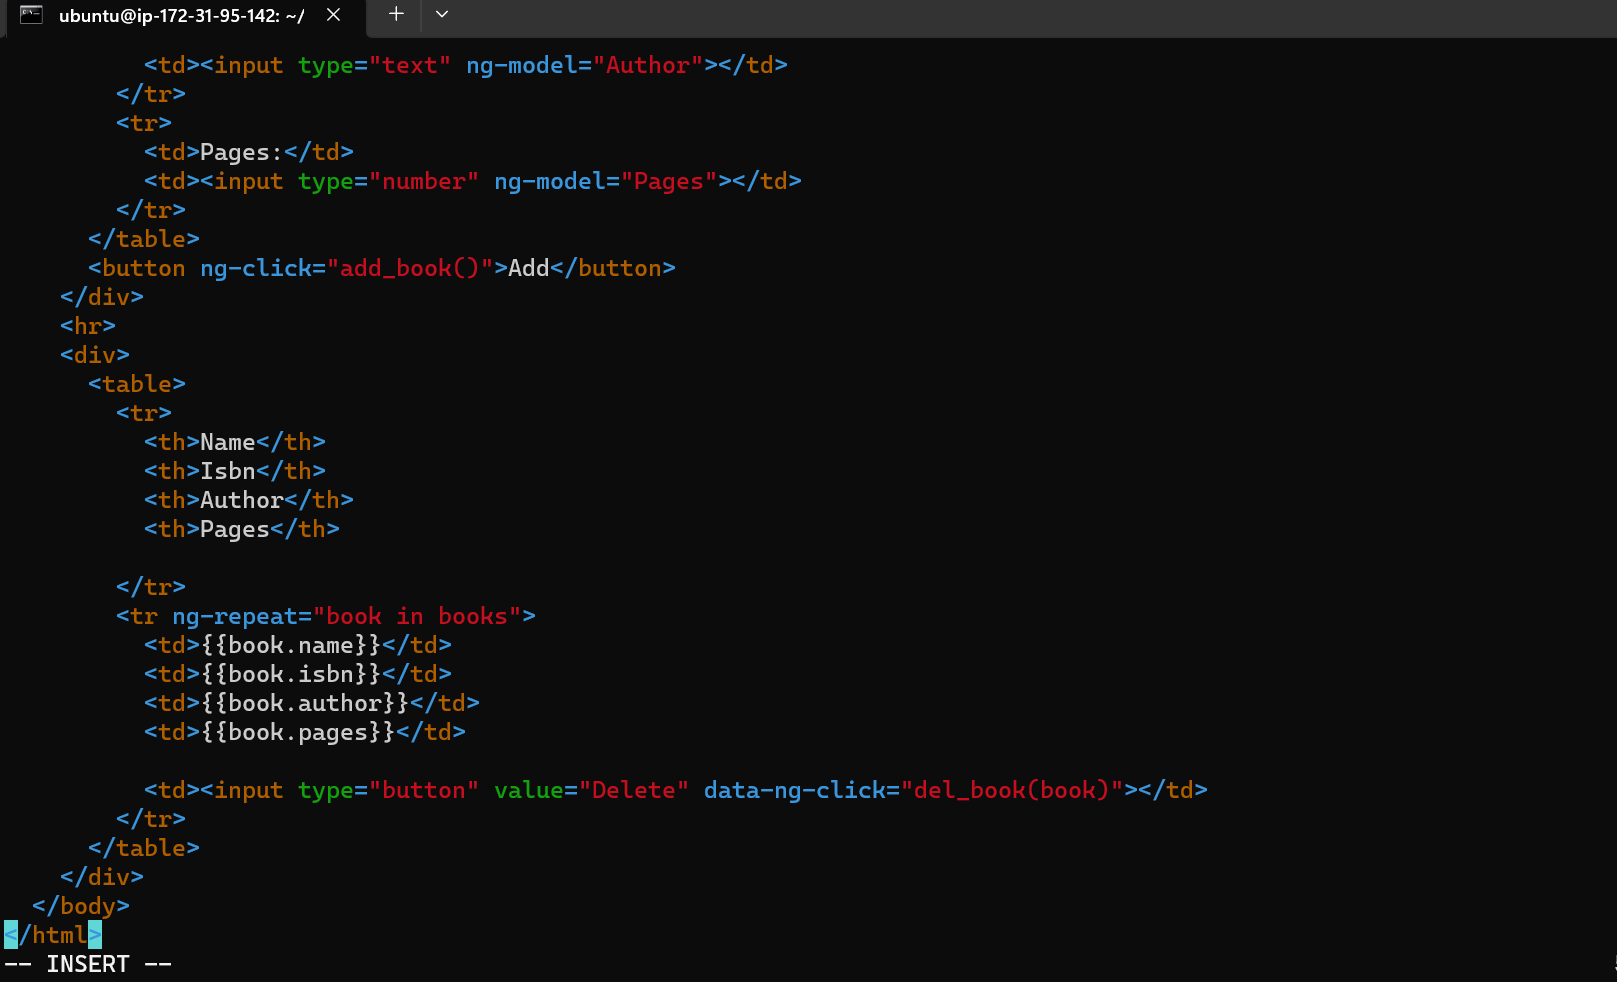 ubuntu@ip-172-31-95-142: ~/
          <td><input type="text" ng-model="Author"></td>
        </tr>
        <tr>
          <td>Pages:</td>
          <td><input type="number" ng-model="Pages"></td>
        </tr>
      </table>
      <button ng-click="add_book()">Add</button>
    </div>
    <hr>
    <div>
      <table>
        <tr>
          <th>Name</th>
          <th>Isbn</th>
          <th>Author</th>
          <th>Pages</th>

        </tr>
        <tr ng-repeat="book in books">
          <td>{{book.name}}</td>
          <td>{{book.isbn}}</td>
          <td>{{book.author}}</td>
          <td>{{book.pages}}</td>

          <td><input type="button" value="Delete" data-ng-click="del_book(book)"></td>
        </tr>
      </table>
    </div>
  </body>
</html>
-- INSERT --